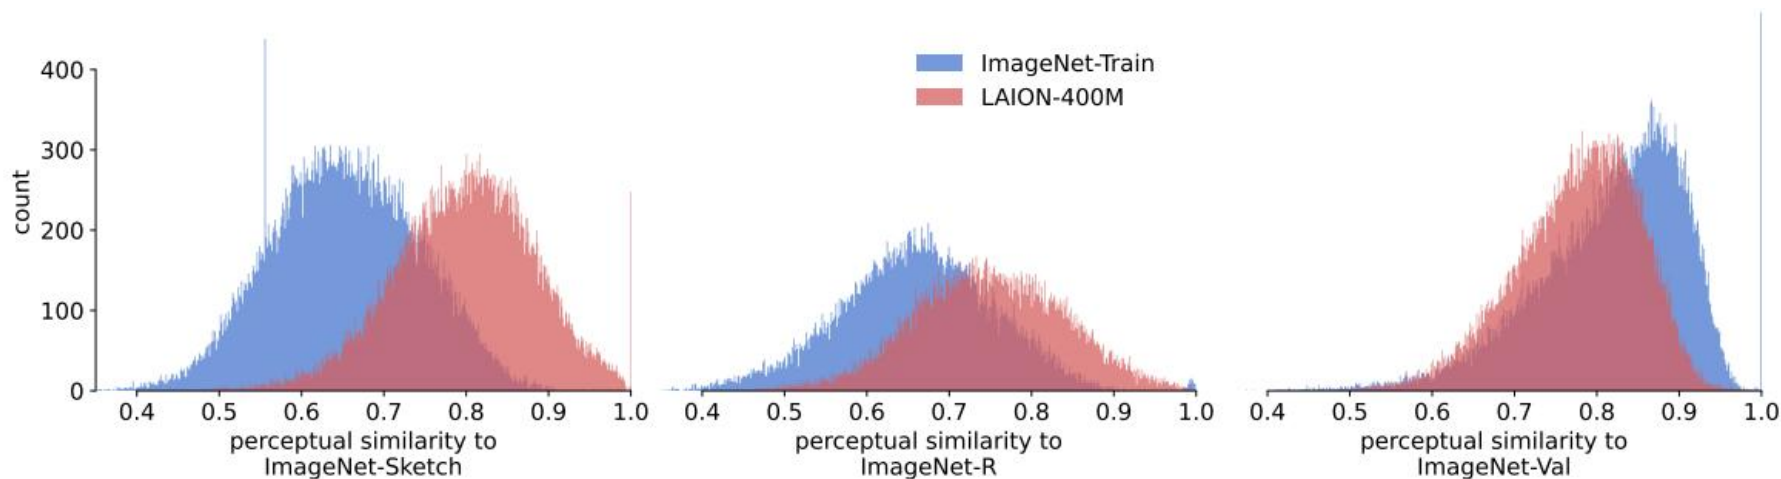 ImageNet-Train
LAION-400M
count
400
300
200
100
0
0.4 0.5 0.6 0.7 0.8 0.9 1.0
perceptual similarity to
ImageNet-Sketch
0.4 0.5 0.6 0.7 0.8 0.9 1.0
perceptual similarity to
ImageNet-R
0.4 0.5 0.6 0.7 0.8 0.9 1.0
perceptual similarity to
ImageNet-Val